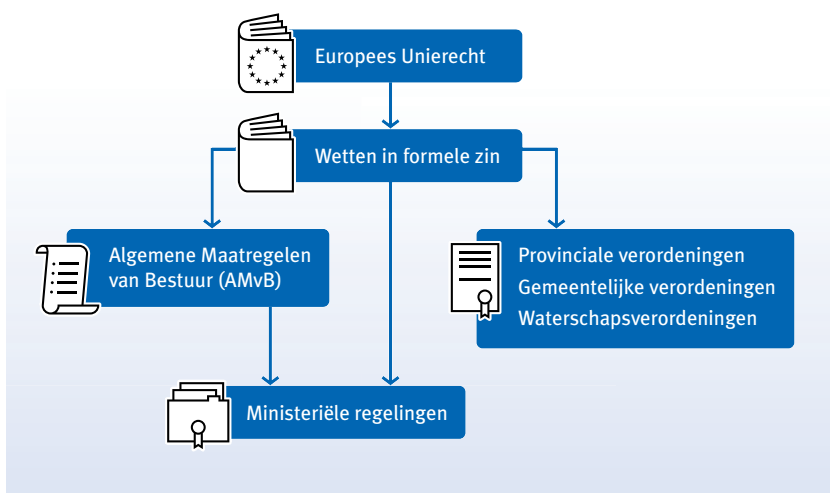 Europees Unierecht
Wetten in formele zin
Algemene Maatregelen
van Bestuur (AMvB)
Provinciale verordeningen
Gemeentelijke verordeningen
Waterschapsverordeningen
Ministeriële regelingen